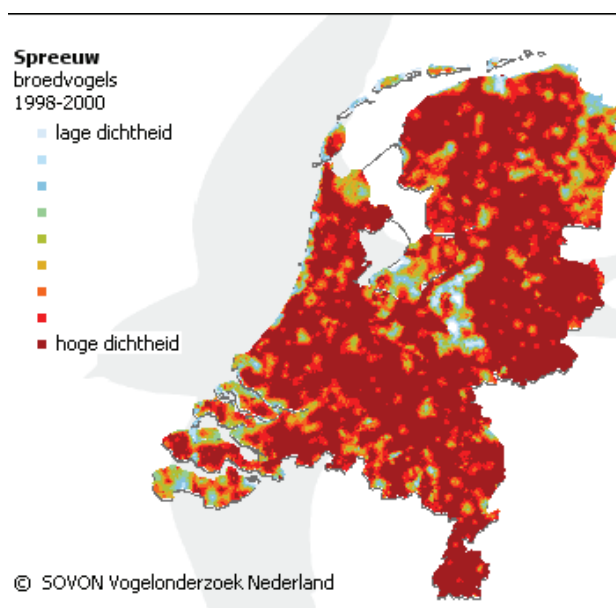 Spreeuw
broedvogels
1998-2000
lage dichtheid
hoge dichtheid
© SOVON Vogelonderzoek Nederland